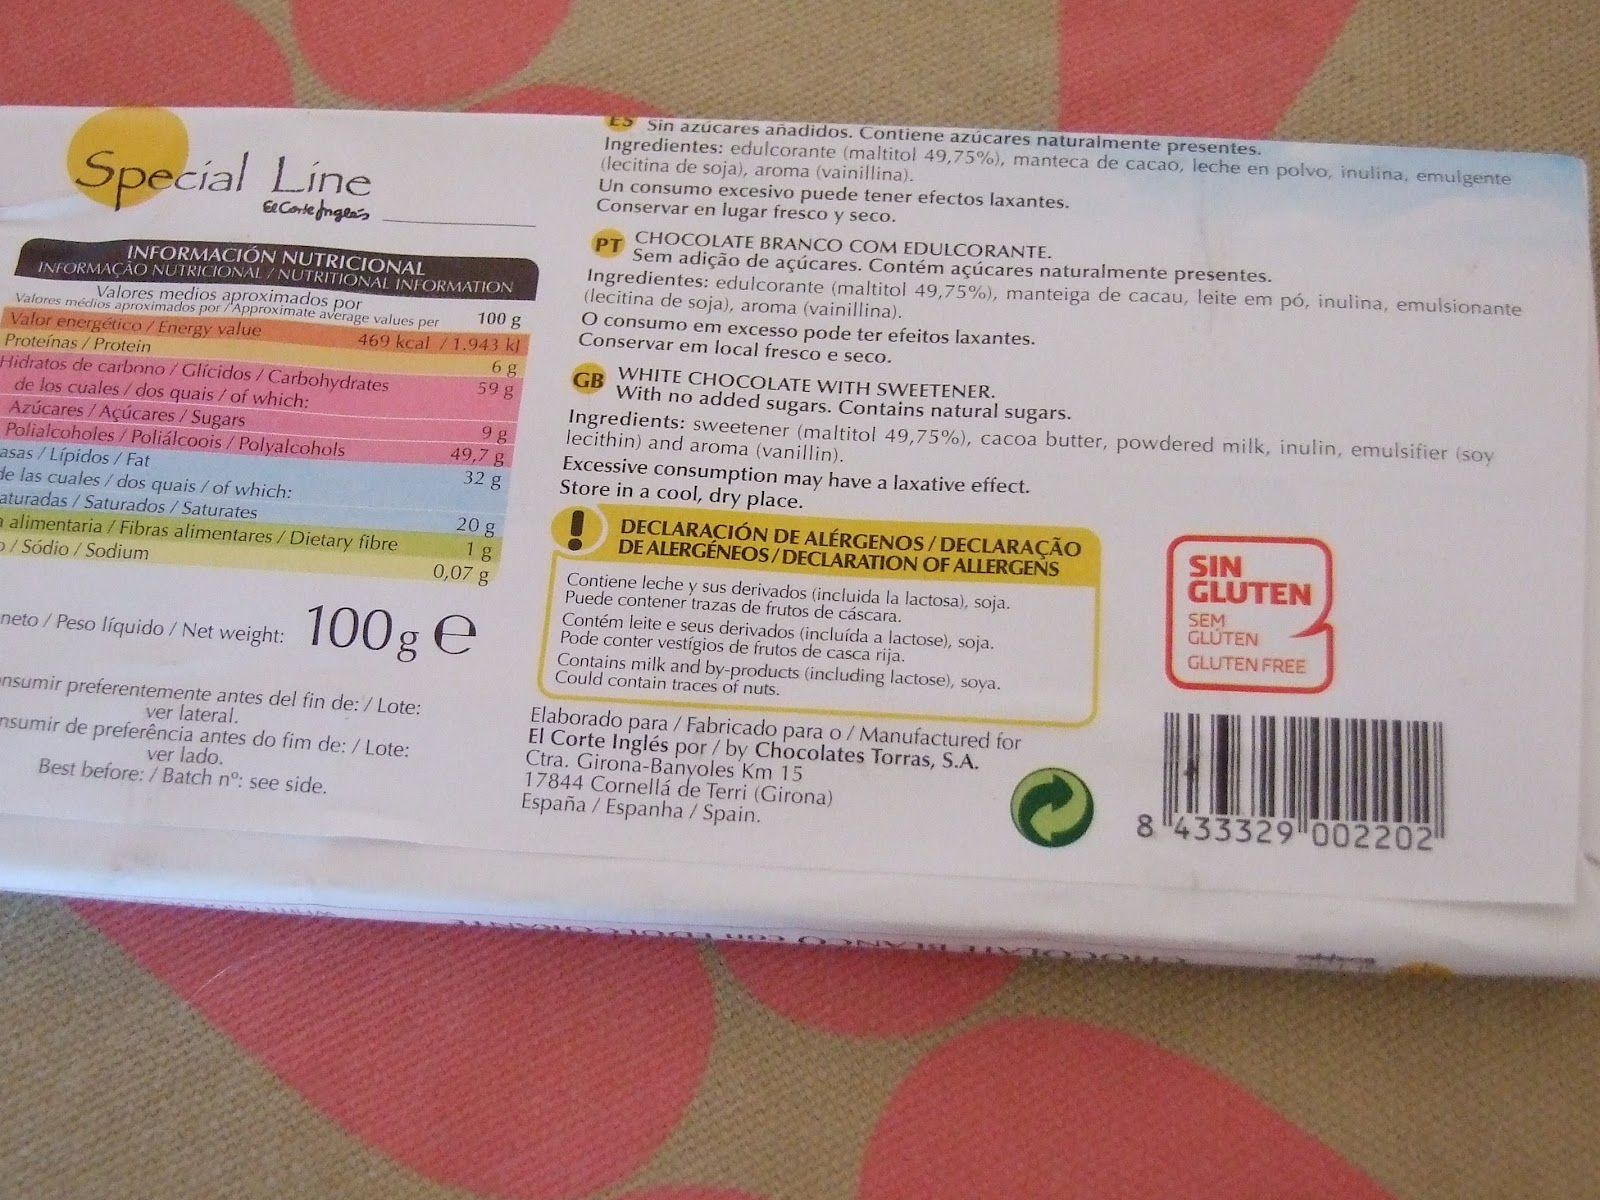 Special Line
El Corte Inglés
INFORMACIÓN NUTRICIONAL
INFORMAÇÃO NUTRICIONAL / NUTRITIONAL INFORMATION
Valores medios aproximados por
Valores médios aproximados por / Approximate average values per 100 g
Valor energético / Energy value 469 kcal / 1.943 kJ
Proteínas / Protein 6 g
Hidratos de carbono / Glícidos / Carbohydrates 59 g
de los cuales / dos quais / of which:
Azúcares / Açúcares / Sugars 9 g
Polialcoholes / Poliálcoois / Polyalcohols 49,7 g
asas / Lípidos / Fat 32 g
de las cuales / dos quais / of which:
aturadas / Saturados / Saturates 20 g
a alimentaria / Fibras alimentares / Dietary fibre 1 g
o / Sódio / Sodium 0,07 g
neto / Peso líquido / Net weight: 100 g e
nsumir preferentemente antes del fin de: / Lote:
ver lateral.
nsumir de preferência antes do fim de: / Lote:
ver lado.
Best before: / Batch nº: see side.
ES Sin azúcares añadidos. Contiene azúcares naturalmente presentes.
Ingredientes: edulcorante (maltitol 49,75%), manteca de cacao, leche en polvo, inulina, emulgente
(lecitina de soja), aroma (vainillina).
Un consumo excesivo puede tener efectos laxantes.
Conservar en lugar fresco y seco.
PT CHOCOLATE BRANCO COM EDULCORANTE.
Sem adição de açúcares. Contém açúcares naturalmente presentes.
Ingredientes: edulcorante (maltitol 49,75%), manteiga de cacau, leite em pó, inulina, emulsionante
(lecitina de soja), aroma (vainillina).
O consumo em excesso pode ter efeitos laxantes.
Conservar em local fresco e seco.
GB WHITE CHOCOLATE WITH SWEETENER.
With no added sugars. Contains natural sugars.
Ingredients: sweetener (maltitol 49,75%), cacoa butter, powdered milk, inulin, emulsifier (soy
lecithin) and aroma (vanillin).
Excessive consumption may have a laxative effect.
Store in a cool, dry place.
! DECLARACIÓN DE ALÉRGENOS / DECLARAÇÃO
DE ALERGÉNEOS / DECLARATION OF ALLERGENS
Contiene leche y sus derivados (incluida la lactosa), soja.
Puede contener trazas de frutos de cáscara.
Contém leite e seus derivados (incluída a lactose), soja.
Pode conter vestígios de frutos de casca rija.
Contains milk and by-products (including lactose), soya.
Could contain traces of nuts.
Elaborado para / Fabricado para o / Manufactured for
El Corte Inglés por / by Chocolates Torras, S.A.
Ctra. Girona-Banyoles Km 15
17844 Cornellá de Terri (Girona)
España / Espanha / Spain.
SIN
GLUTEN
SEM
GLÚTEN
GLUTEN FREE
8 433329 002202
CHOCOLATE BLANCO con EDULCORANTE